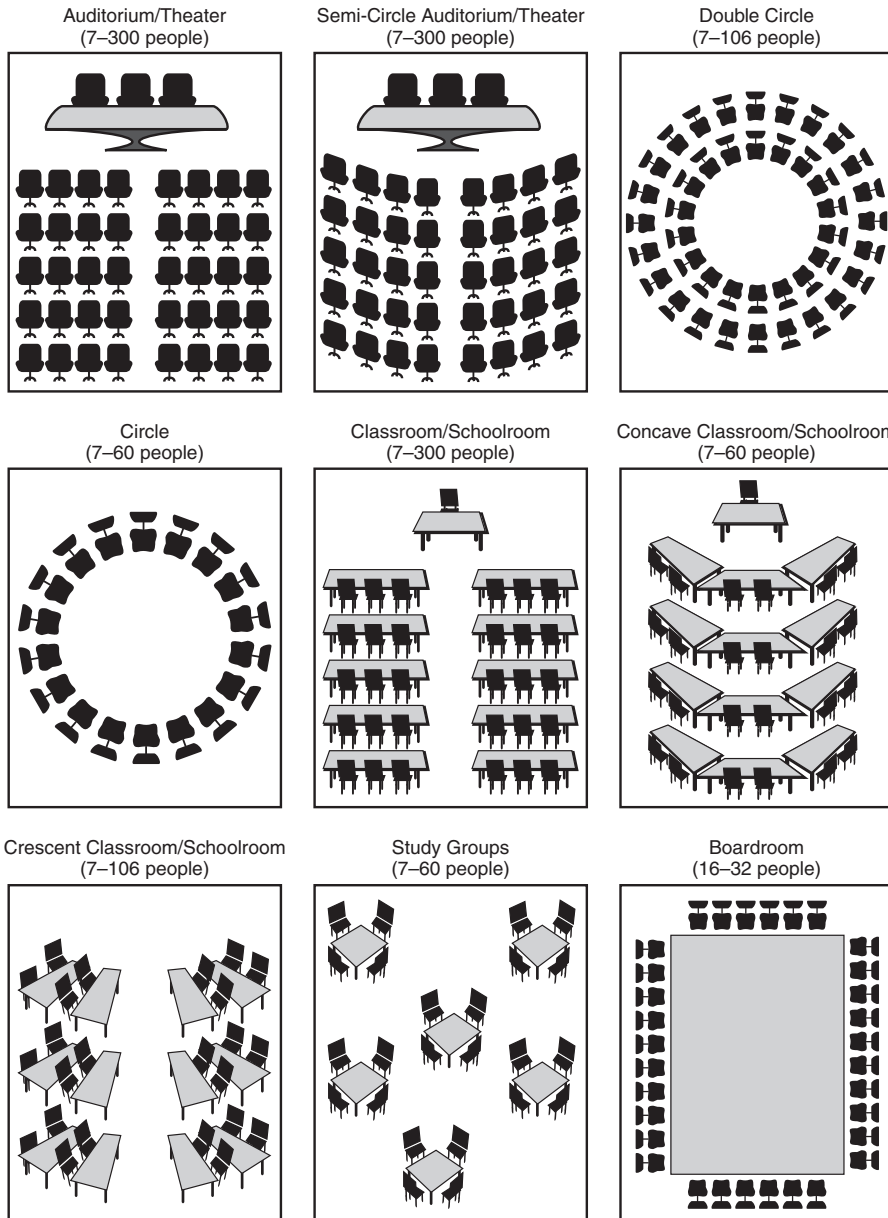 Auditorium/Theater
(7–300 people)
Semi-Circle Auditorium/Theater
(7–300 people)
Double Circle
(7–106 people)
Circle
(7–60 people)
Classroom/Schoolroom
(7–300 people)
Concave Classroom/Schoolroom
(7–60 people)
Crescent Classroom/Schoolroom
(7–106 people)
Study Groups
(7–60 people)
Boardroom
(16–32 people)